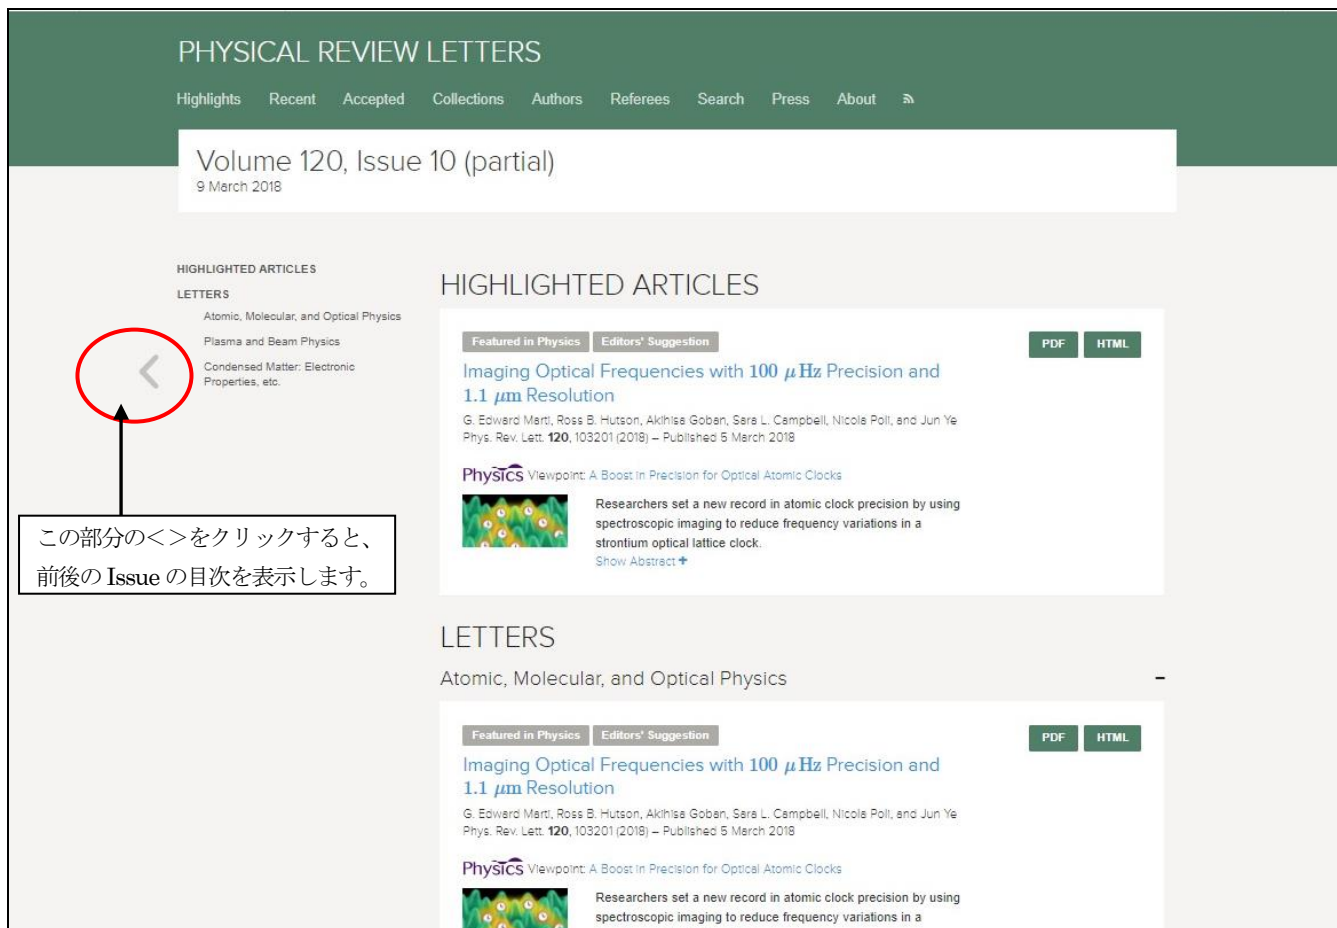 PHYSICAL REVIEW LETTERS
Highlights Recent Accepted Collections Authors Referees Search Press About
Volume 120, Issue 10 (partial)
9 March 2018
HIGHLIGHTED ARTICLES
LETTERS
Atomic, Molecular, and Optical Physics
Plasma and Beam Physics
Condensed Matter: Electronic
Properties, etc.
この部分の<>をクリックすると、
前後の Issue の目次を表示します。
HIGHLIGHTED ARTICLES
Featured in Physics Editors' Suggestion PDF HTML
Imaging Optical Frequencies with 100 μHz Precision and
1.1 μm Resolution
G. Edward Marti, Ross B. Hutson, Akihisa Goban, Sara L. Campbell, Nicola Poli, and Jun Ye
Phys. Rev. Lett. 120, 103201 (2018) – Published 5 March 2018
Physics Viewpoint: A Boost in Precision for Optical Atomic Clocks
Researchers set a new record in atomic clock precision by using
spectroscopic imaging to reduce frequency variations in a
strontium optical lattice clock.
Show Abstract +
LETTERS
Atomic, Molecular, and Optical Physics –
Featured in Physics Editors' Suggestion PDF HTML
Imaging Optical Frequencies with 100 μHz Precision and
1.1 μm Resolution
G. Edward Marti, Ross B. Hutson, Akihisa Goban, Sara L. Campbell, Nicola Poli, and Jun Ye
Phys. Rev. Lett. 120, 103201 (2018) – Published 5 March 2018
Physics Viewpoint: A Boost in Precision for Optical Atomic Clocks
Researchers set a new record in atomic clock precision by using
spectroscopic imaging to reduce frequency variations in a